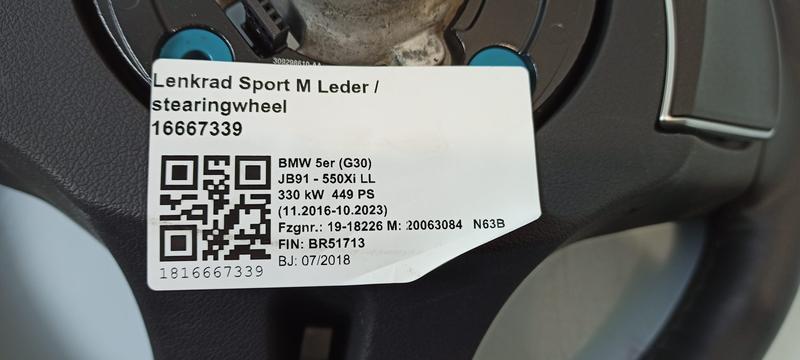 Lenkrad Sport M Leder /
stearingwheel
16667339
BMW 5er (G30)
JB91 - 550Xi LL
330 kW 449 PS
(11.2016-10.2023)
Fzgnr.: 19-18226 M: 20063084 N63B
FIN: BR51713
BJ: 07/2018
1816667339